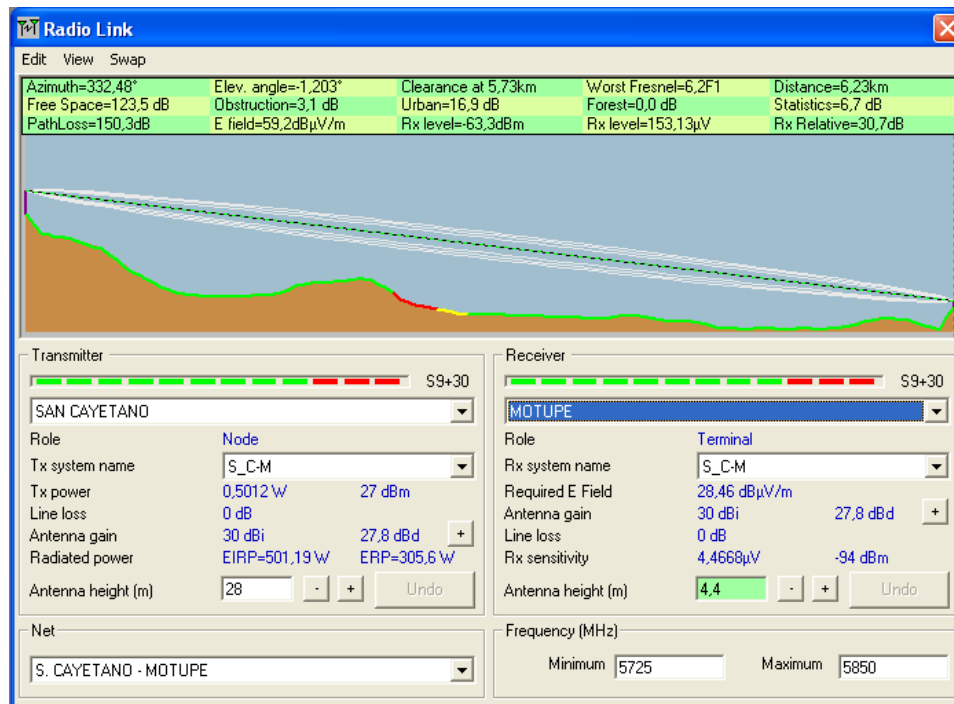 Radio Link
Edit View Swap
Azimuth=332,48° Elev. angle=-1,203° Clearance at 5,73km Worst Fresnel=6,2F1 Distance=6,23km
Free Space=123,5 dB Obstruction=3,1 dB Urban=16,9 dB Forest=0,0 dB Statistics=6,7 dB
PathLoss=150,3dB E field=59,2dBµV/m Rx level=-63,3dBm Rx level=153,13µV Rx Relative=30,7dB
Transmitter
S9+30
SAN CAYETANO
Role Node
Tx system name S_C-M
Tx power 0,5012 W 27 dBm
Line loss 0 dB
Antenna gain 30 dBi 27,8 dBd +
Radiated power EIRP=501,19 W ERP=305,6 W
Antenna height (m) 28 - + Undo
Net
S. CAYETANO - MOTUPE
Receiver
S9+30
MOTUPE
Role Terminal
Rx system name S_C-M
Required E Field 28,46 dBµV/m
Antenna gain 30 dBi 27,8 dBd +
Line loss 0 dB
Rx sensitivity 4,4668µV -94 dBm
Antenna height (m) 4,4 - + Undo
Frequency (MHz)
Minimum 5725 Maximum 5850